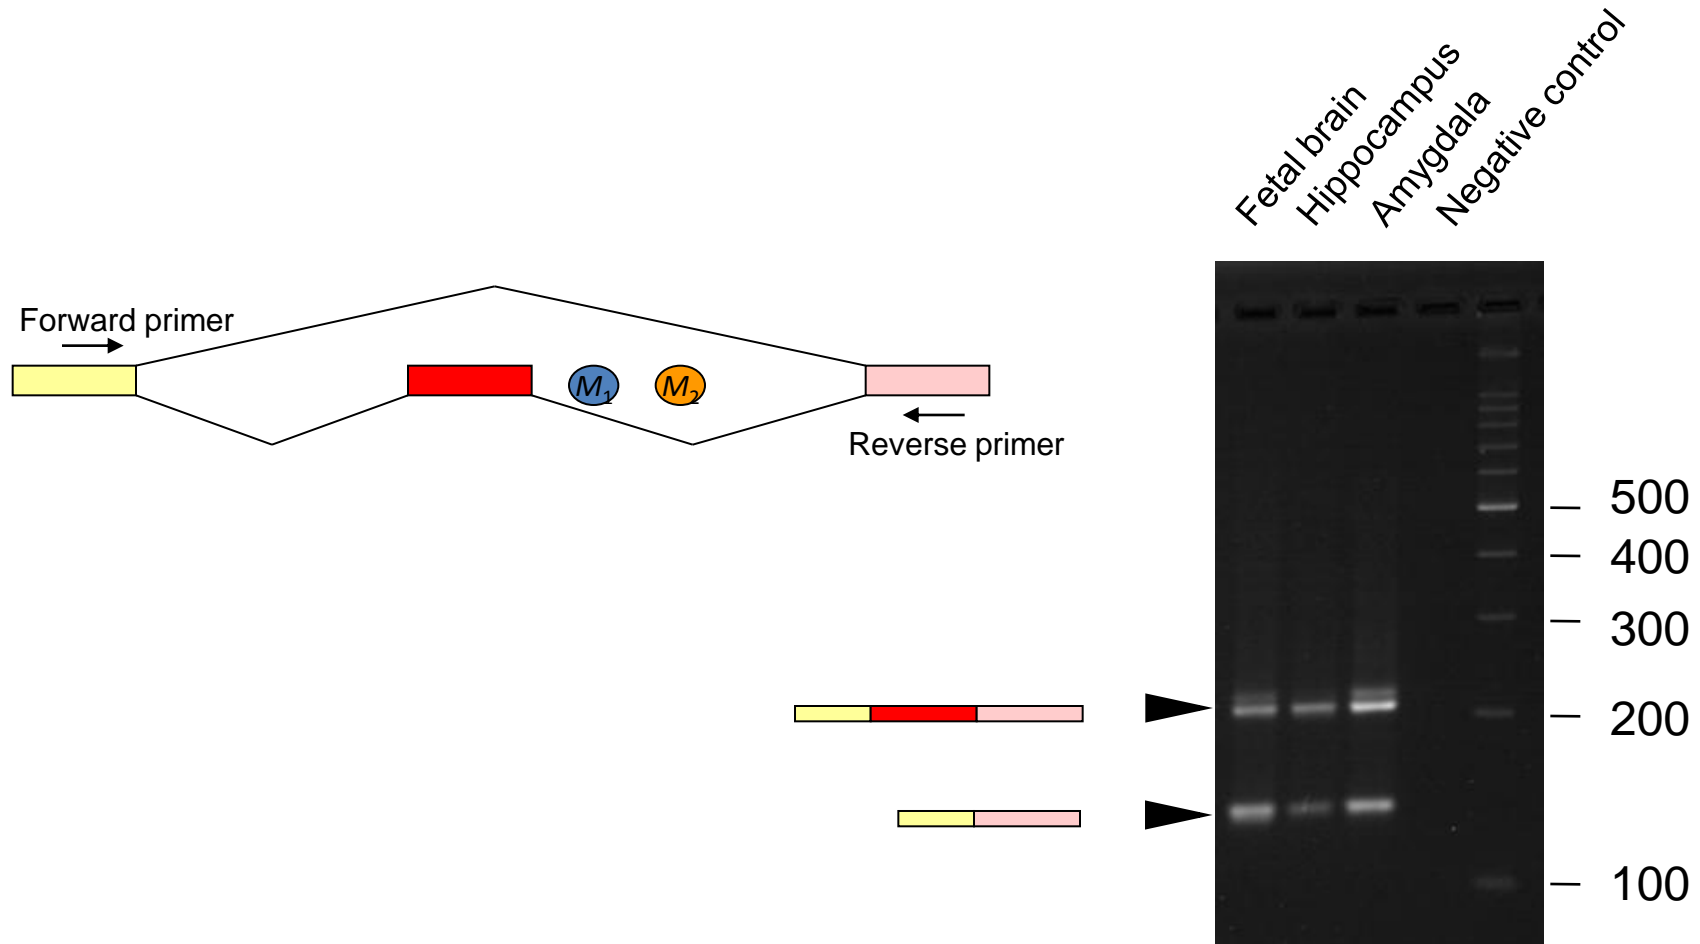 Fetal brain
Hippocampus
Amygdala
Negative control
Forward primer
M1
M2
Reverse primer
500
400
300
200
100